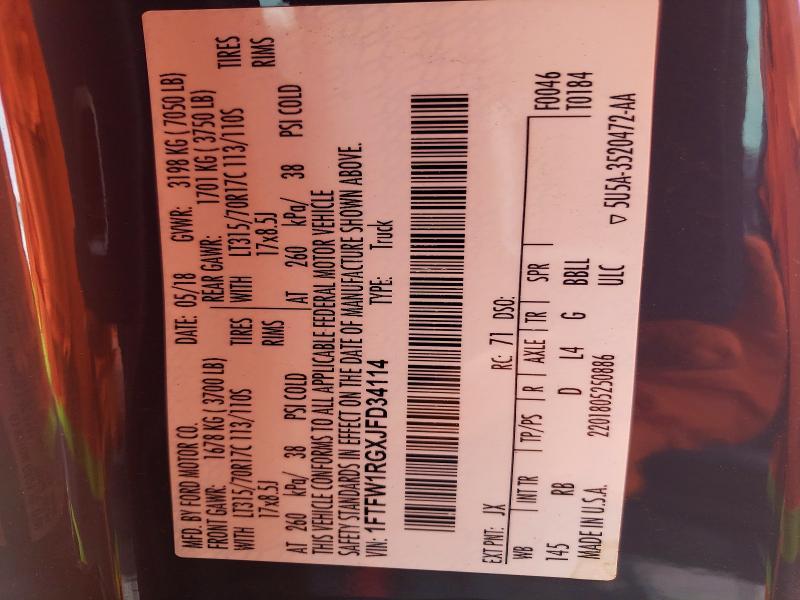 MFD. BY FORD MOTOR CO. DATE: 05/18 GVWR: 3198 KG ( 7050 LB)
FRONT GAWR: 1678 KG ( 3700 LB) REAR GAWR: 1701 KG ( 3750 LB)
WITH LT315/70R17C 113/110S TIRES WITH LT315/70R17C 113/110S TIRES
17x8.5J RIMS 17x8.5J RIMS
AT 260 kPa/ 38 PSI COLD AT 260 kPa/ 38 PSI COLD
THIS VEHICLE CONFORMS TO ALL APPLICABLE FEDERAL MOTOR VEHICLE
SAFETY STANDARDS IN EFFECT ON THE DATE OF MANUFACTURE SHOWN ABOVE.
VIN: 1FTFW1RGXJFD34114 TYPE: Truck
EXT PNT: JX RC: 71 DSO: F0046
WB INT TR TP/PS R AXLE TR SPR T0184
145 RB D L4 G BBLL
MADE IN U.S.A. 2201805250886 ULC ▽ 5U5A-3520472-AA